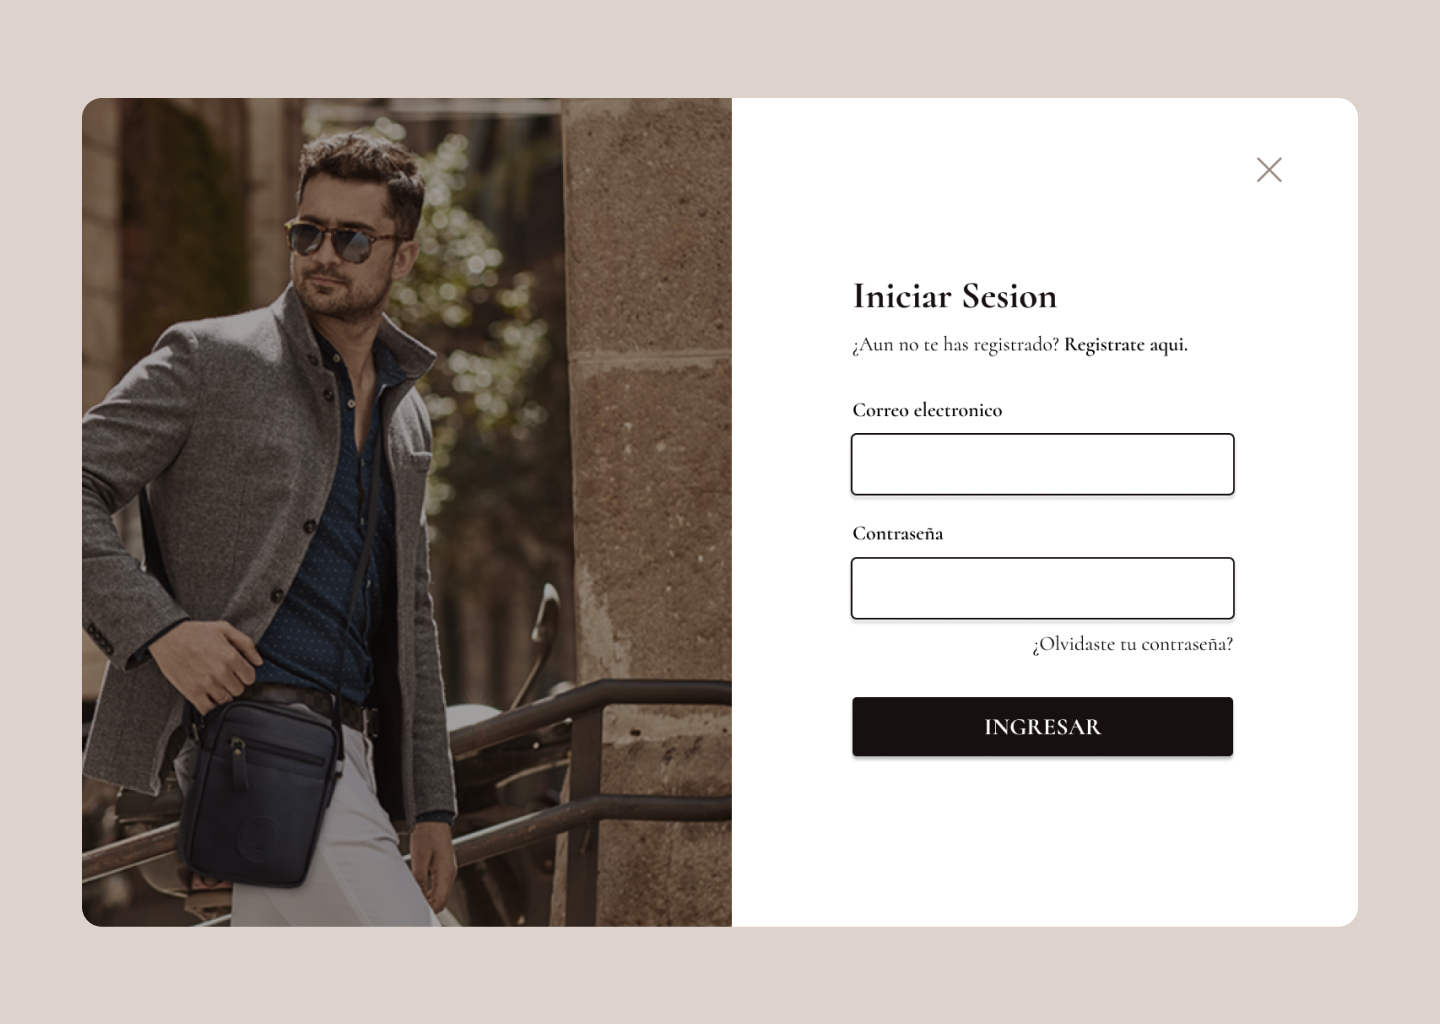 Iniciar Sesion
¿Aun no te has registrado? Registrate aqui.
Correo electronico
Contraseña
¿Olvidaste tu contraseña?
INGRESAR